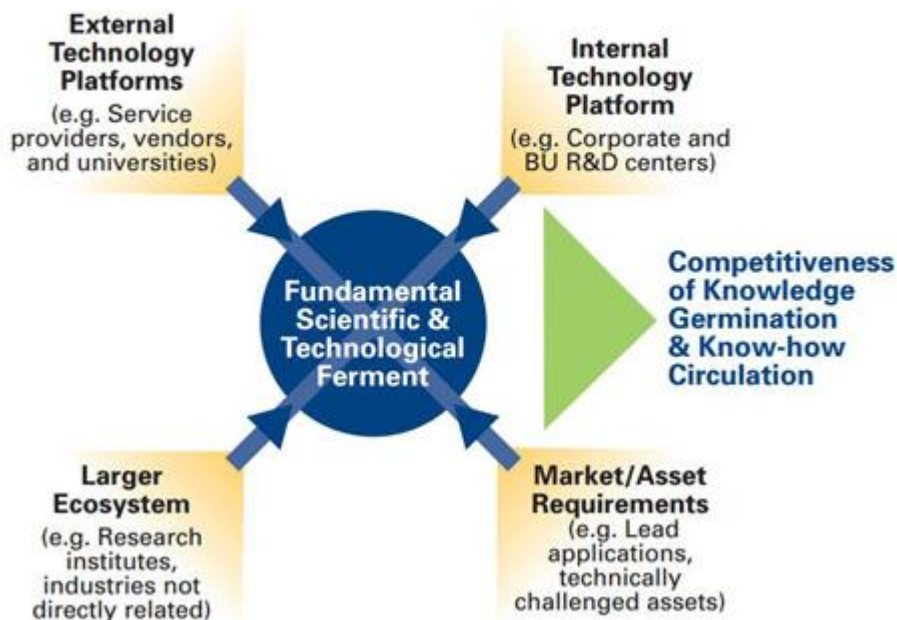 External
Technology
Platforms
(e.g. Service
providers, vendors,
and universities)
Internal
Technology
Platform
(e.g. Corporate and
BU R&D centers)
Fundamental
Scientific &
Technological
Ferment
Competitiveness
of Knowledge
Germination
& Know-how
Circulation
Larger
Ecosystem
(e.g. Research
institutes,
industries not
directly related)
Market/Asset
Requirements
(e.g. Lead
applications,
technically
challenged assets)